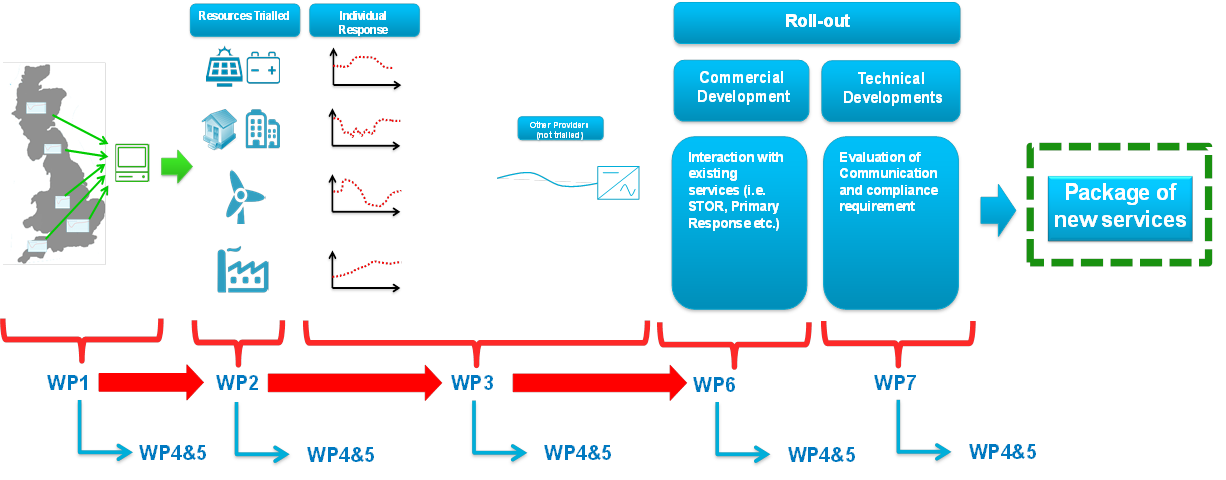 Resources Trialled
Individual
Response
Roll-out
Commercial
Development
Technical
Developments
Other Providers
(not trialled)
Interaction with
existing
services (i.e.
STOR, Primary
Response etc.)
Evaluation of
Communication
and compliance
requirement
Package of
new services
WP1
WP2
WP3
WP6
WP7
WP4&5
WP4&5
WP4&5
WP4&5
WP4&5